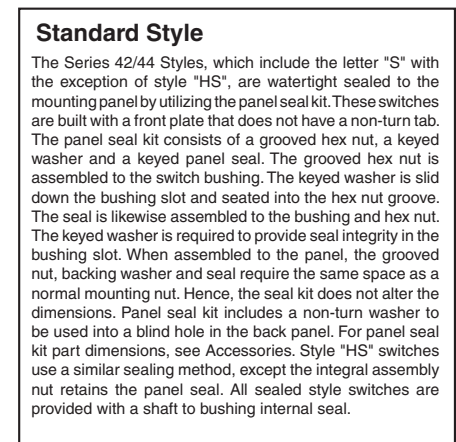 Standard Style
The Series 42/44 Styles, which include the letter "S" with
the exception of style "HS", are watertight sealed to the
mounting panel by utilizing the panel seal kit. These switches
are built with a front plate that does not have a non-turn tab.
The panel seal kit consists of a grooved hex nut, a keyed
washer and a keyed panel seal. The grooved hex nut is
assembled to the switch bushing. The keyed washer is slid
down the bushing slot and seated into the hex nut groove.
The seal is likewise assembled to the bushing and hex nut.
The keyed washer is required to provide seal integrity in the
bushing slot. When assembled to the panel, the grooved
nut, backing washer and seal require the same space as a
normal mounting nut. Hence, the seal kit does not alter the
dimensions. Panel seal kit includes a non-turn washer to
be used into a blind hole in the back panel. For panel seal
kit part dimensions, see Accessories. Style "HS" switches
use a similar sealing method, except the integral assembly
nut retains the panel seal. All sealed style switches are
provided with a shaft to bushing internal seal.